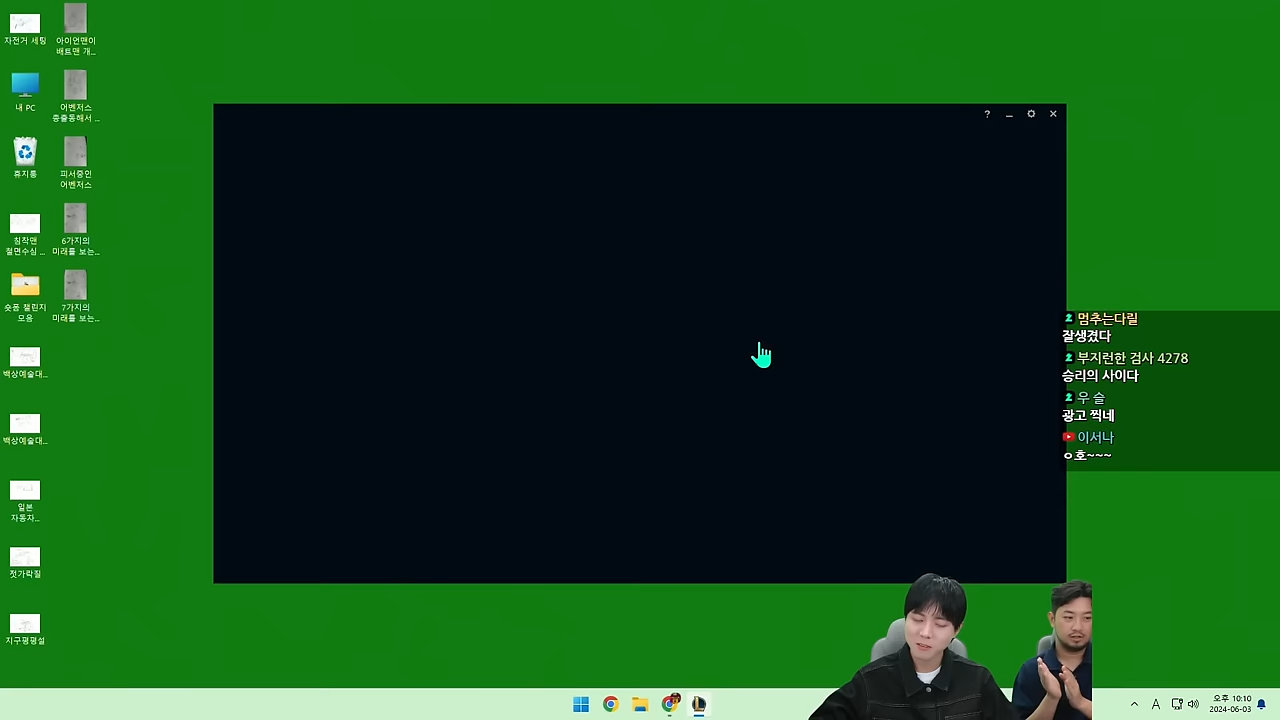 자전거 세팅
아이언맨이
배트맨 개...
내 PC
어벤저스
총출동해서 ...
휴지통
피서중인
어벤저스
침착맨
절면수심 ...
6가지의
미래를 보는...
숏폼 챌린지
모음
7가지의
미래를 보는...
백상예술대...
백상예술대...
일본
자동차...
젓가락질
지구평평설
?
멈추는다릴
잘생겼다
부지런한 검사 4278
승리의 사이다
우 슬
광고 찍네
이서나
ㅇ호~~~
A
오후 10:10
2024-06-03